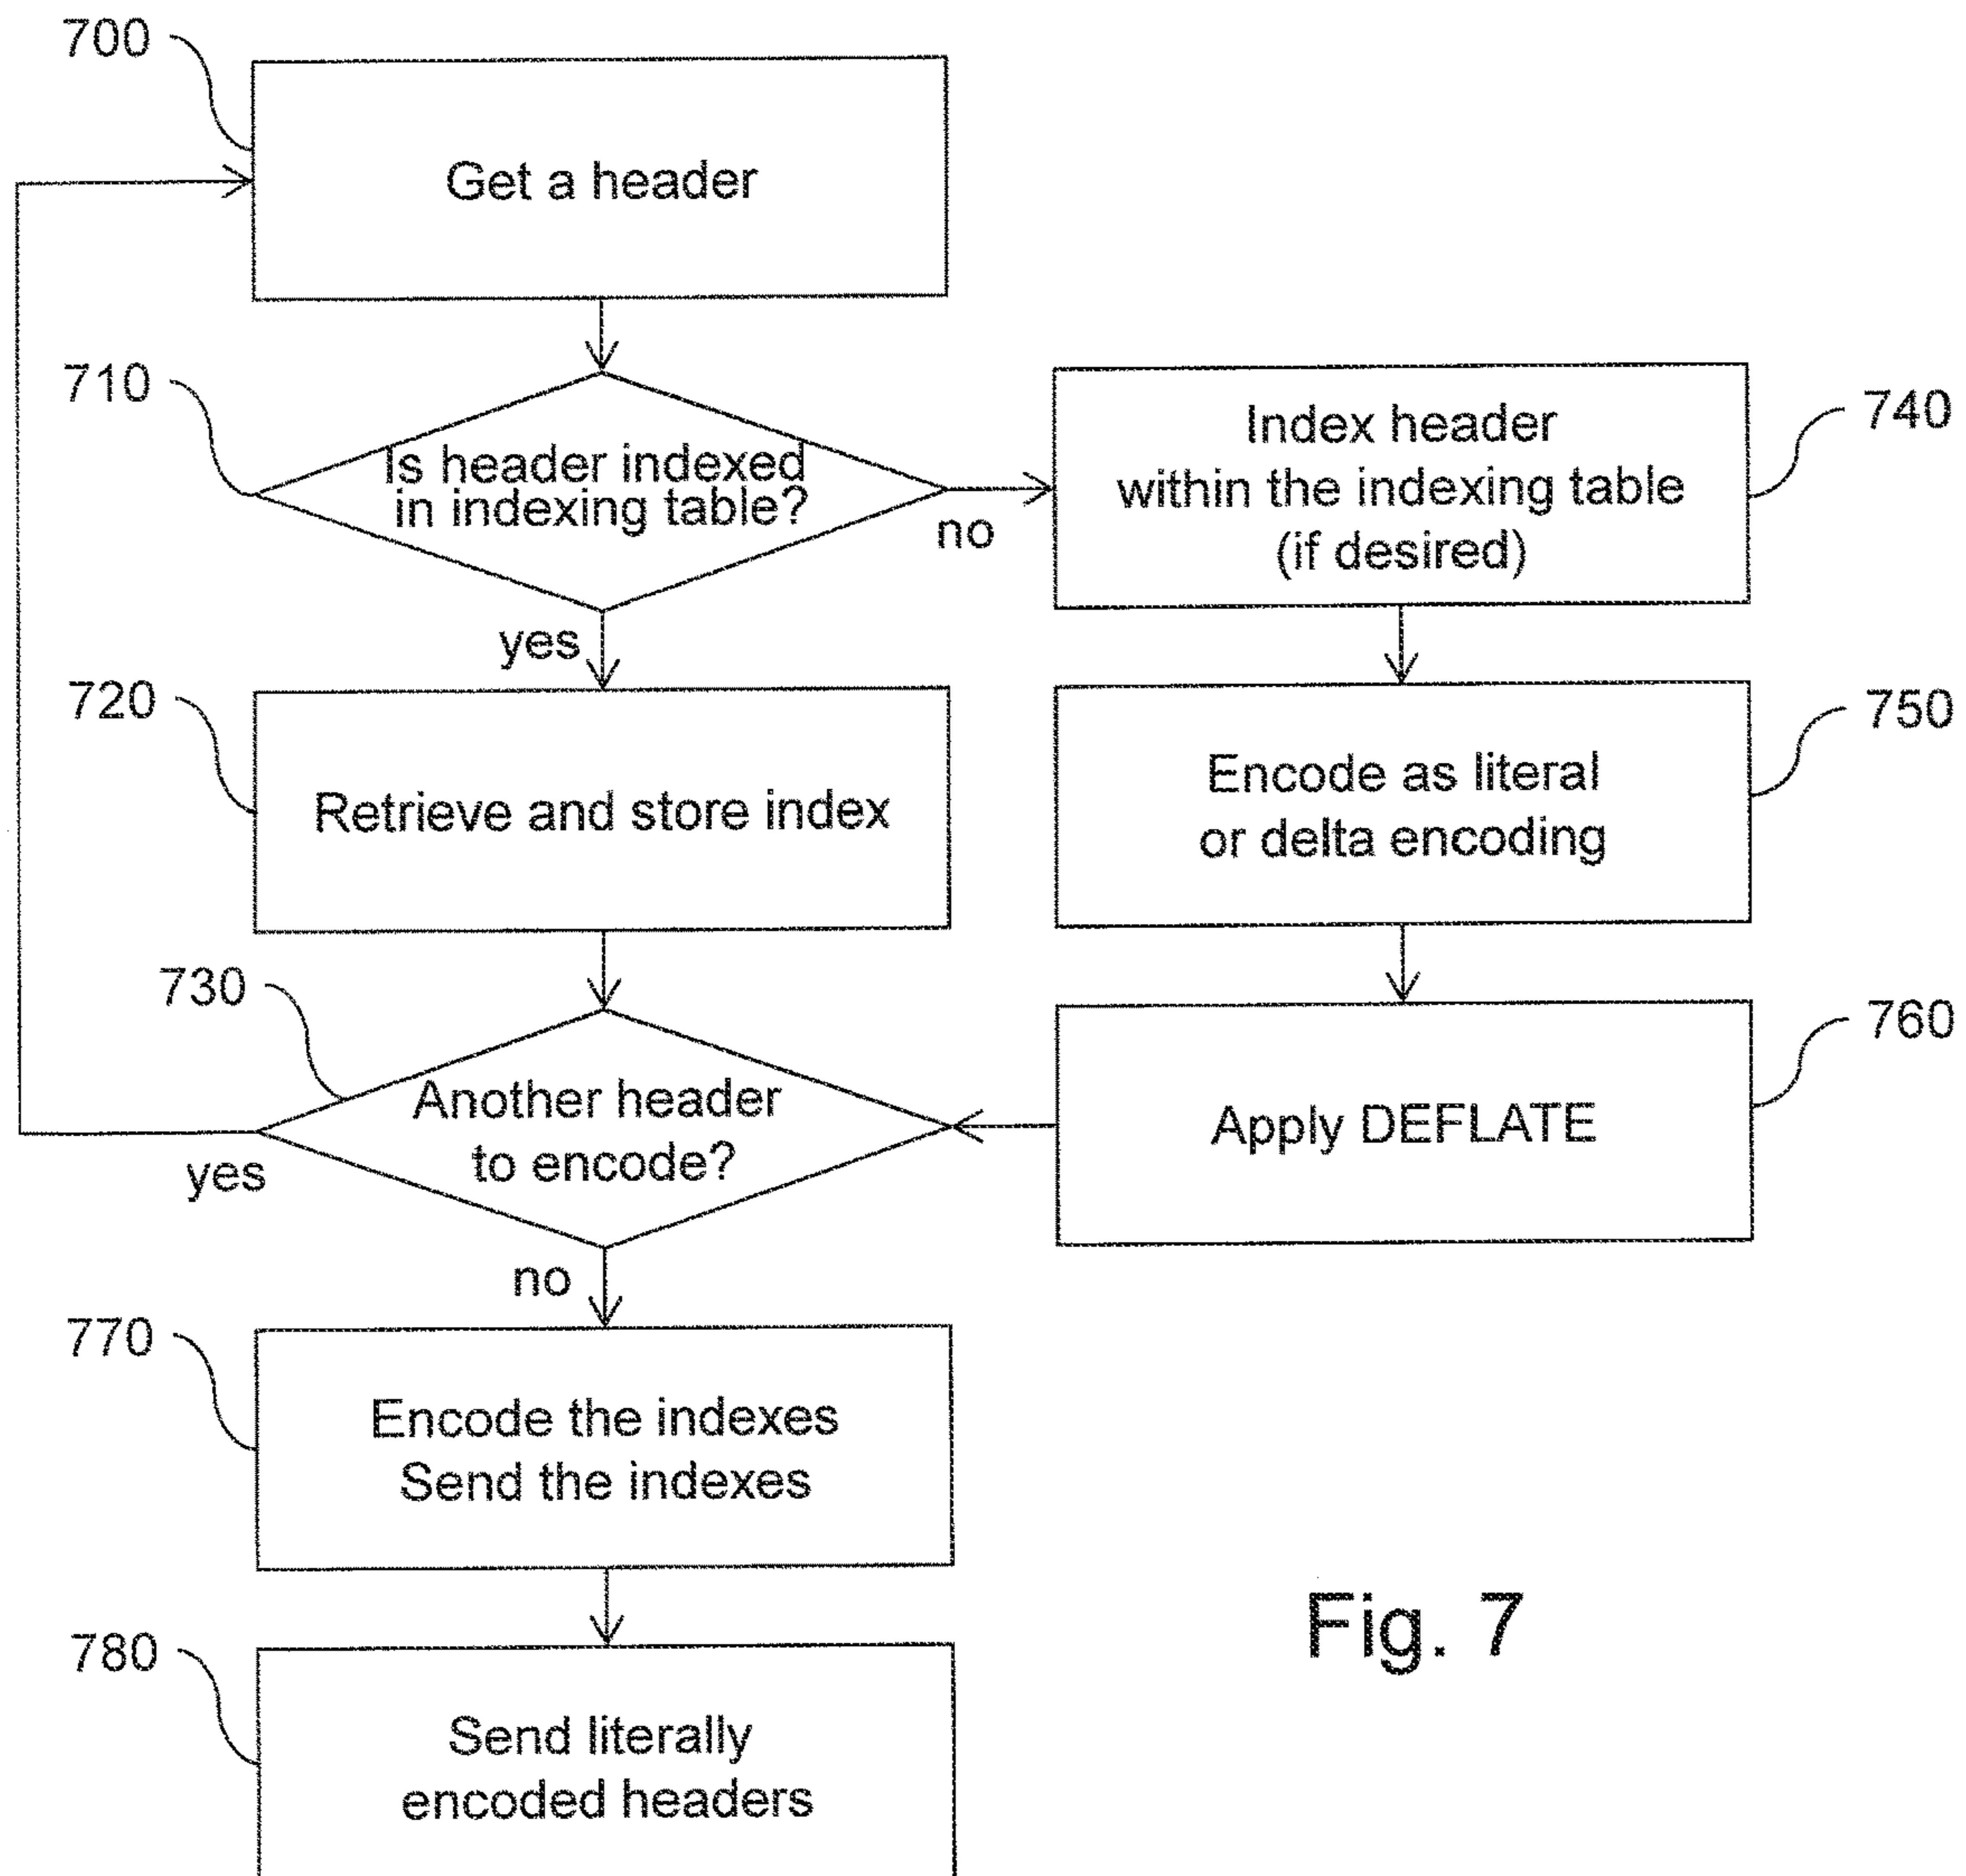 700
Get a header
710
Is header indexed
in indexing table?
no
740
Index header
within the indexing table
(if desired)
yes
720
Retrieve and store index
750
Encode as literal
or delta encoding
730
Another header
to encode?
yes
760
Apply DEFLATE
no
770
Encode the indexes
Send the indexes
780
Send literally
encoded headers
Fig. 7